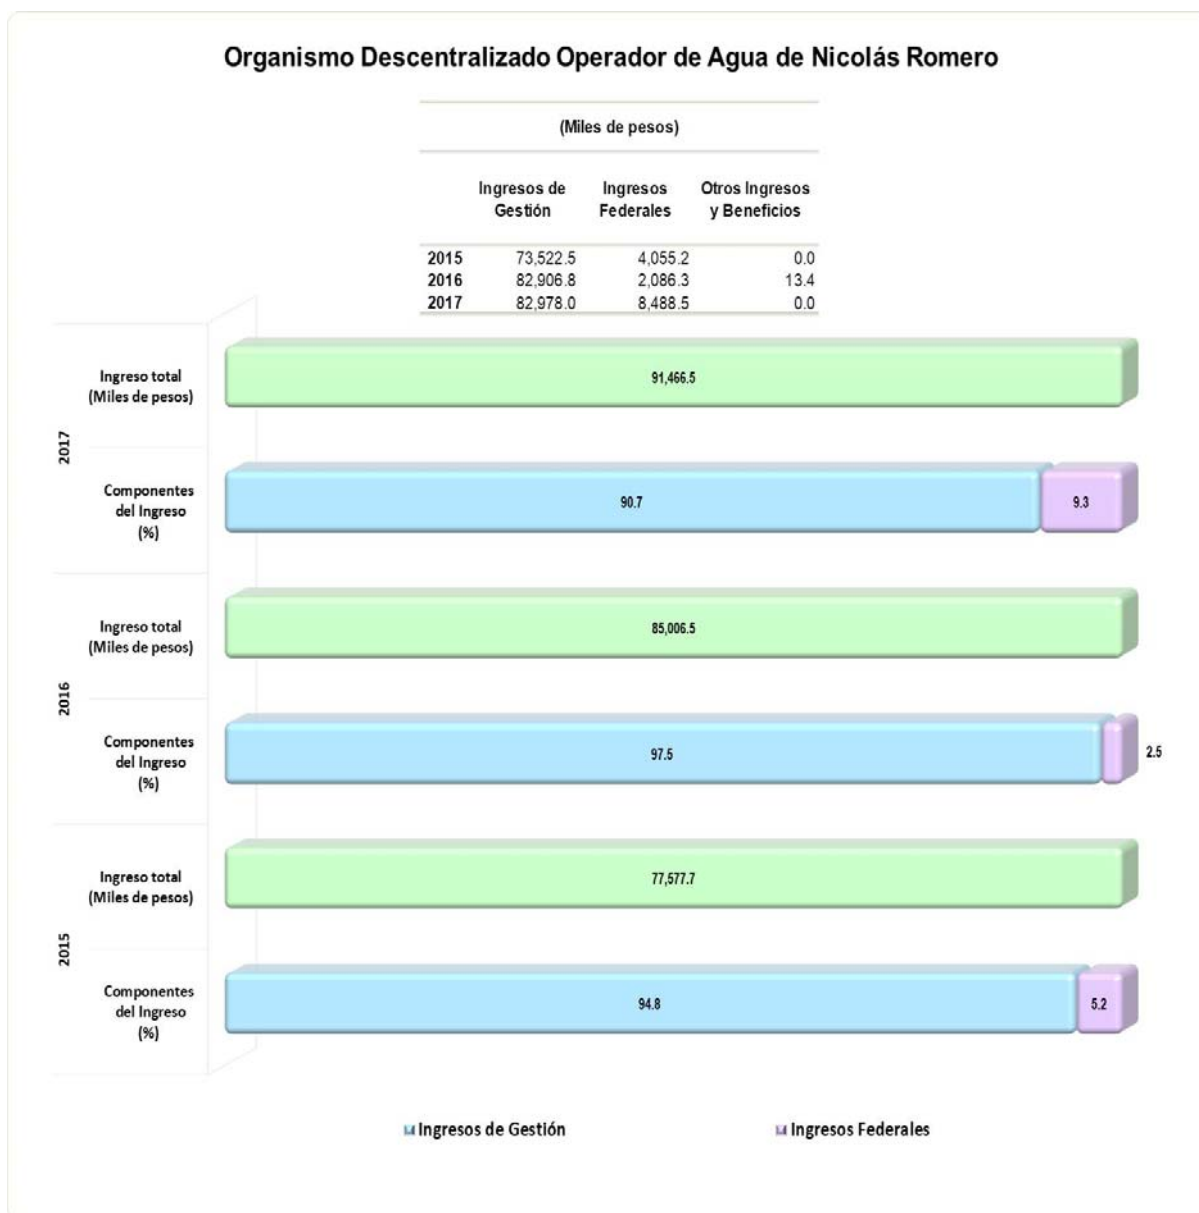 Organismo Descentralizado Operador de Agua de Nicolás Romero
(Miles de pesos)
Ingresos de Gestión Ingresos Federales Otros Ingresos y Beneficios
2015 73,522.5 4,055.2 0.0
2016 82,906.8 2,086.3 13.4
2017 82,978.0 8,488.5 0.0
2017
Ingreso total
(Miles de pesos)
91,466.5
Componentes
del Ingreso
(%)
90.7 9.3
2016
Ingreso total
(Miles de pesos)
85,006.5
Componentes
del Ingreso
(%)
97.5 2.5
2015
Ingreso total
(Miles de pesos)
77,577.7
Componentes
del Ingreso
(%)
94.8 5.2
Ingresos de Gestión Ingresos Federales